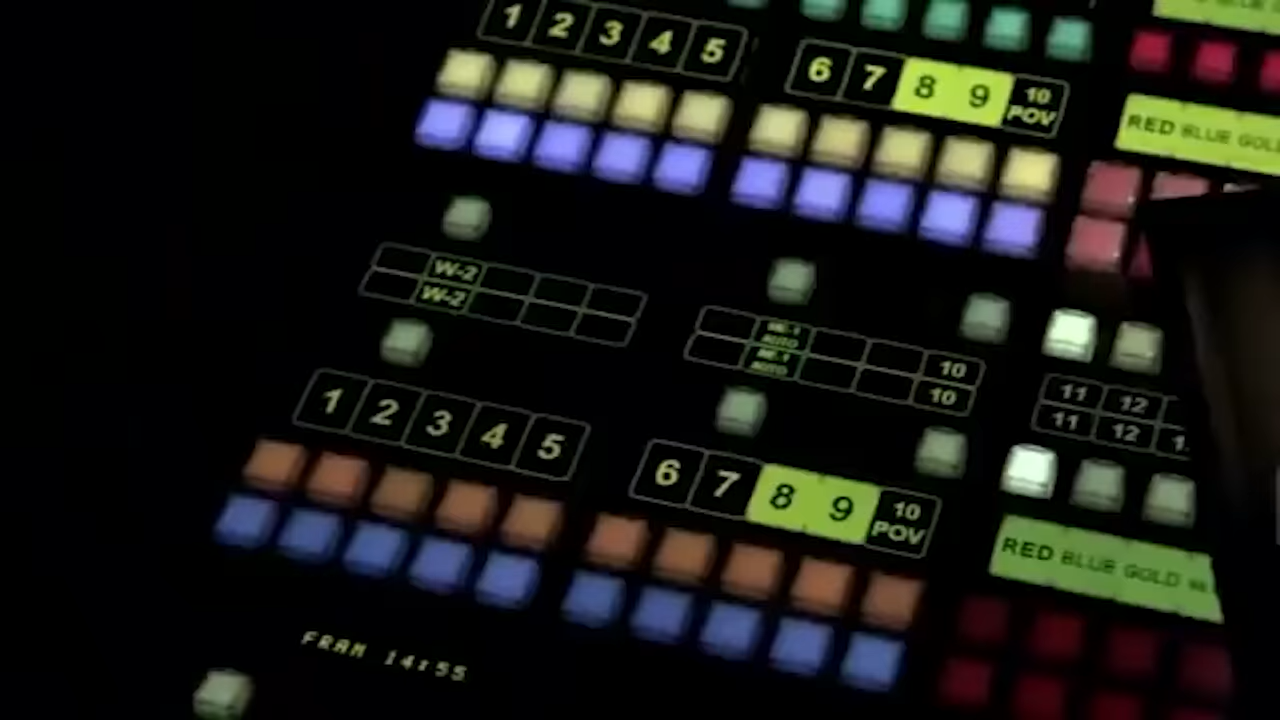 1 2 3 4 5
6 7 8 9 10 POV
RED BLUE GOLD
W-2
W-2
10
10
11 12
11 12
1 2 3 4 5
6 7 8 9 10 POV
RED BLUE GOLD
FRAM 14:55